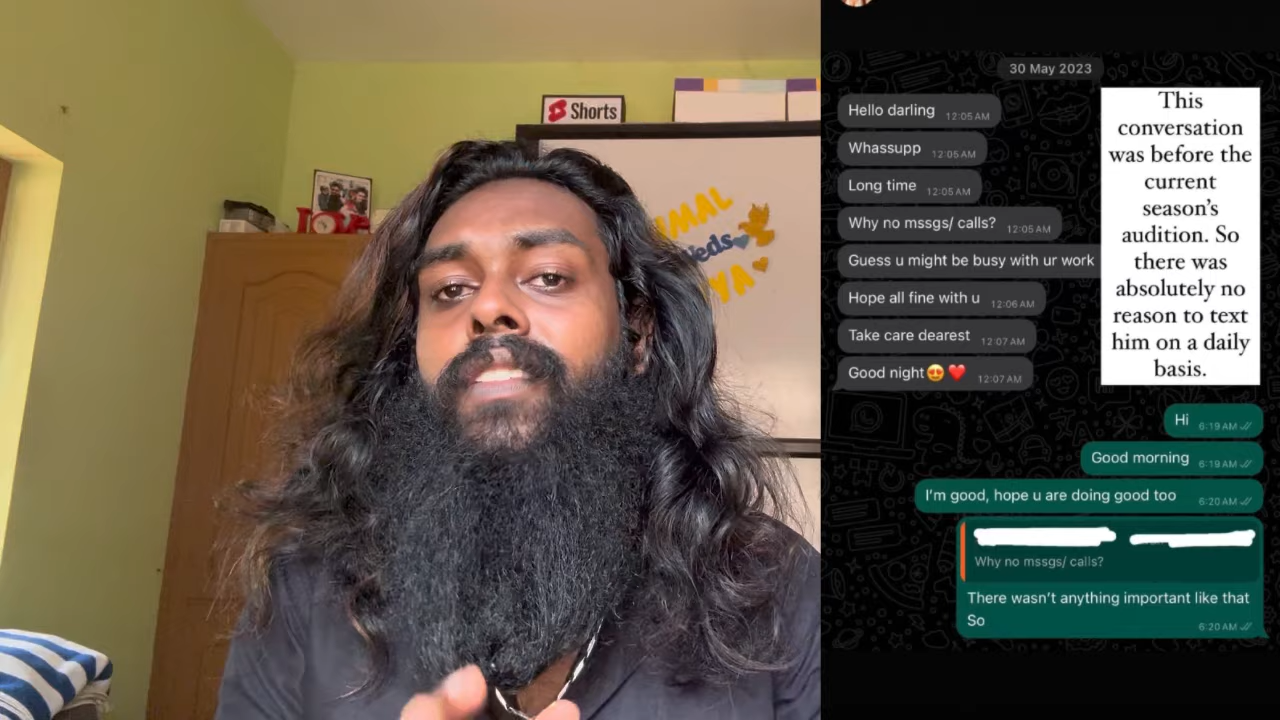 Shorts
IMAL
Weds
YA
30 May 2023
Hello darling 12:05 AM
Whassupp 12:05 AM
Long time 12:05 AM
Why no mssgs/ calls? 12:05 AM
Guess u might be busy with ur work
Hope all fine with u 12:06 AM
Take care dearest 12:07 AM
Good night😍❤️ 12:07 AM
This
conversation
was before the
current
season's
audition. So
there was
absolutely no
reason to text
him on a daily
basis.
Hi 6:19 AM
Good morning 6:19 AM
I'm good, hope u are doing good too 6:20 AM
Why no mssgs/ calls?
There wasn't anything important like that
So 6:20 AM